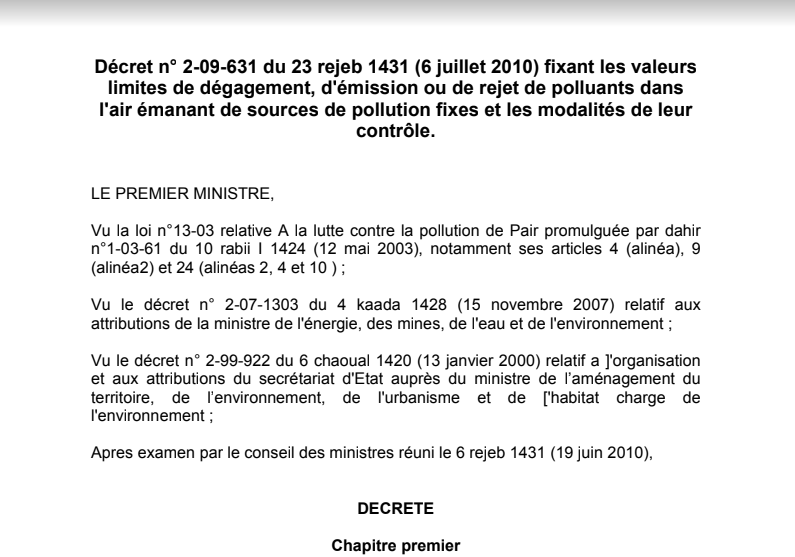 Décret n° 2-09-631 du 23 rejeb 1431 (6 juillet 2010) fixant les valeurs
limites de dégagement, d'émission ou de rejet de polluants dans
l'air émanant de sources de pollution fixes et les modalités de leur
contrôle.
LE PREMIER MINISTRE,
Vu la loi n°13-03 relative A la lutte contre la pollution de Pair promulguée par dahir
n°1-03-61 du 10 rabii I 1424 (12 mai 2003), notamment ses articles 4 (alinéa), 9
(alinéa2) et 24 (alinéas 2, 4 et 10 ) ;
Vu le décret n° 2-07-1303 du 4 kaada 1428 (15 novembre 2007) relatif aux
attributions de la ministre de l'énergie, des mines, de l'eau et de l'environnement ;
Vu le décret n° 2-99-922 du 6 chaoual 1420 (13 janvier 2000) relatif a ]'organisation
et aux attributions du secrétariat d'Etat auprès du ministre de l'aménagement du
territoire, de l'environnement, de l'urbanisme et de ['habitat charge de
l'environnement ;
Apres examen par le conseil des ministres réuni le 6 rejeb 1431 (19 juin 2010),
DECRETE
Chapitre premier